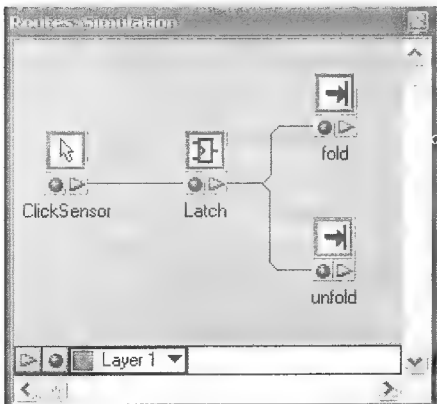 Routes: Simulation
fold
ClickSensor
Latch
unfold
Layer 1